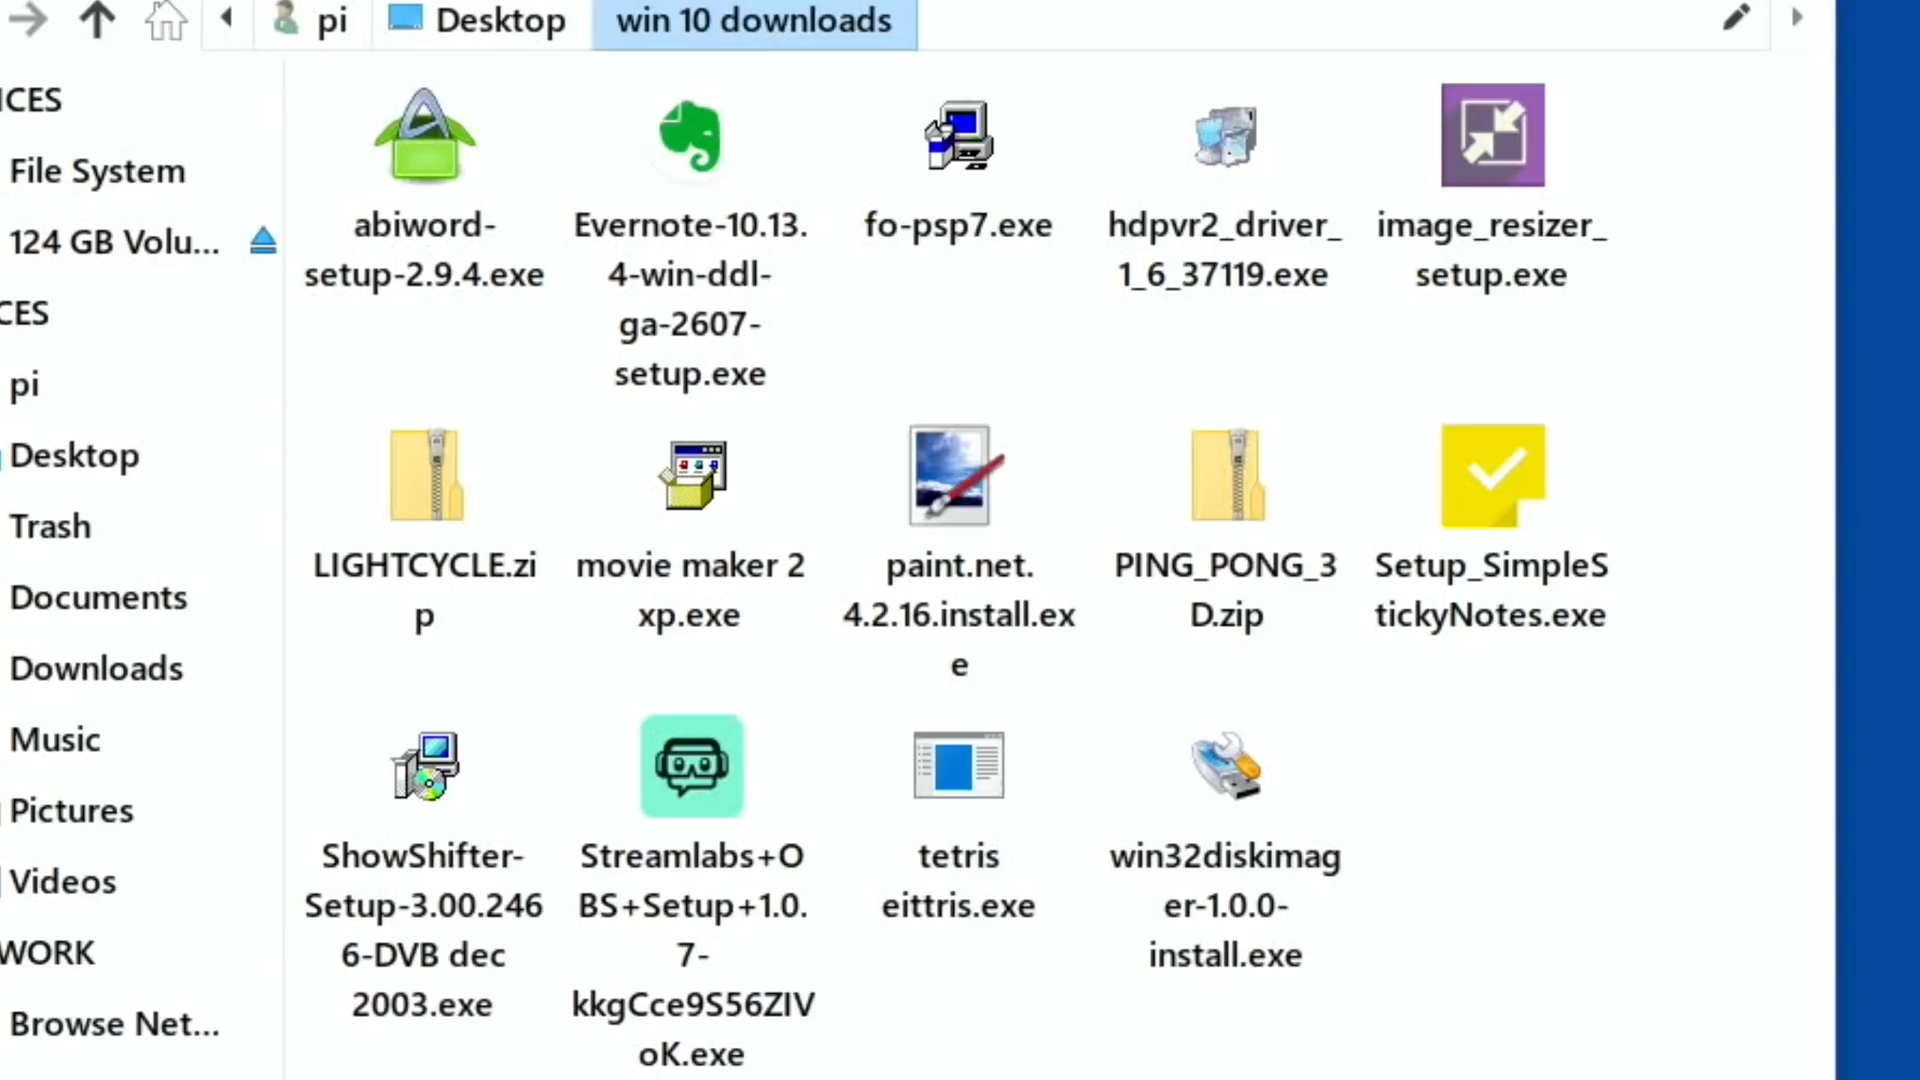 pi
Desktop
win 10 downloads
ICES
File System
124 GB Volu...
CES
pi
Desktop
Trash
Documents
Downloads
Music
Pictures
Videos
WORK
Browse Net...
abiword-
setup-2.9.4.exe
Evernote-10.13.
4-win-ddl-
ga-2607-
setup.exe
fo-psp7.exe
hdpvr2_driver_
1_6_37119.exe
image_resizer_
setup.exe
LIGHTCYCLE.zi
p
movie maker 2
xp.exe
paint.net.
4.2.16.install.ex
e
PING_PONG_3
D.zip
Setup_SimpleS
tickyNotes.exe
ShowShifter-
Setup-3.00.246
6-DVB dec
2003.exe
Streamlabs+O
BS+Setup+1.0.
7-
kkgCce9S56ZIV
oK.exe
tetris
eittris.exe
win32diskimag
er-1.0.0-
install.exe